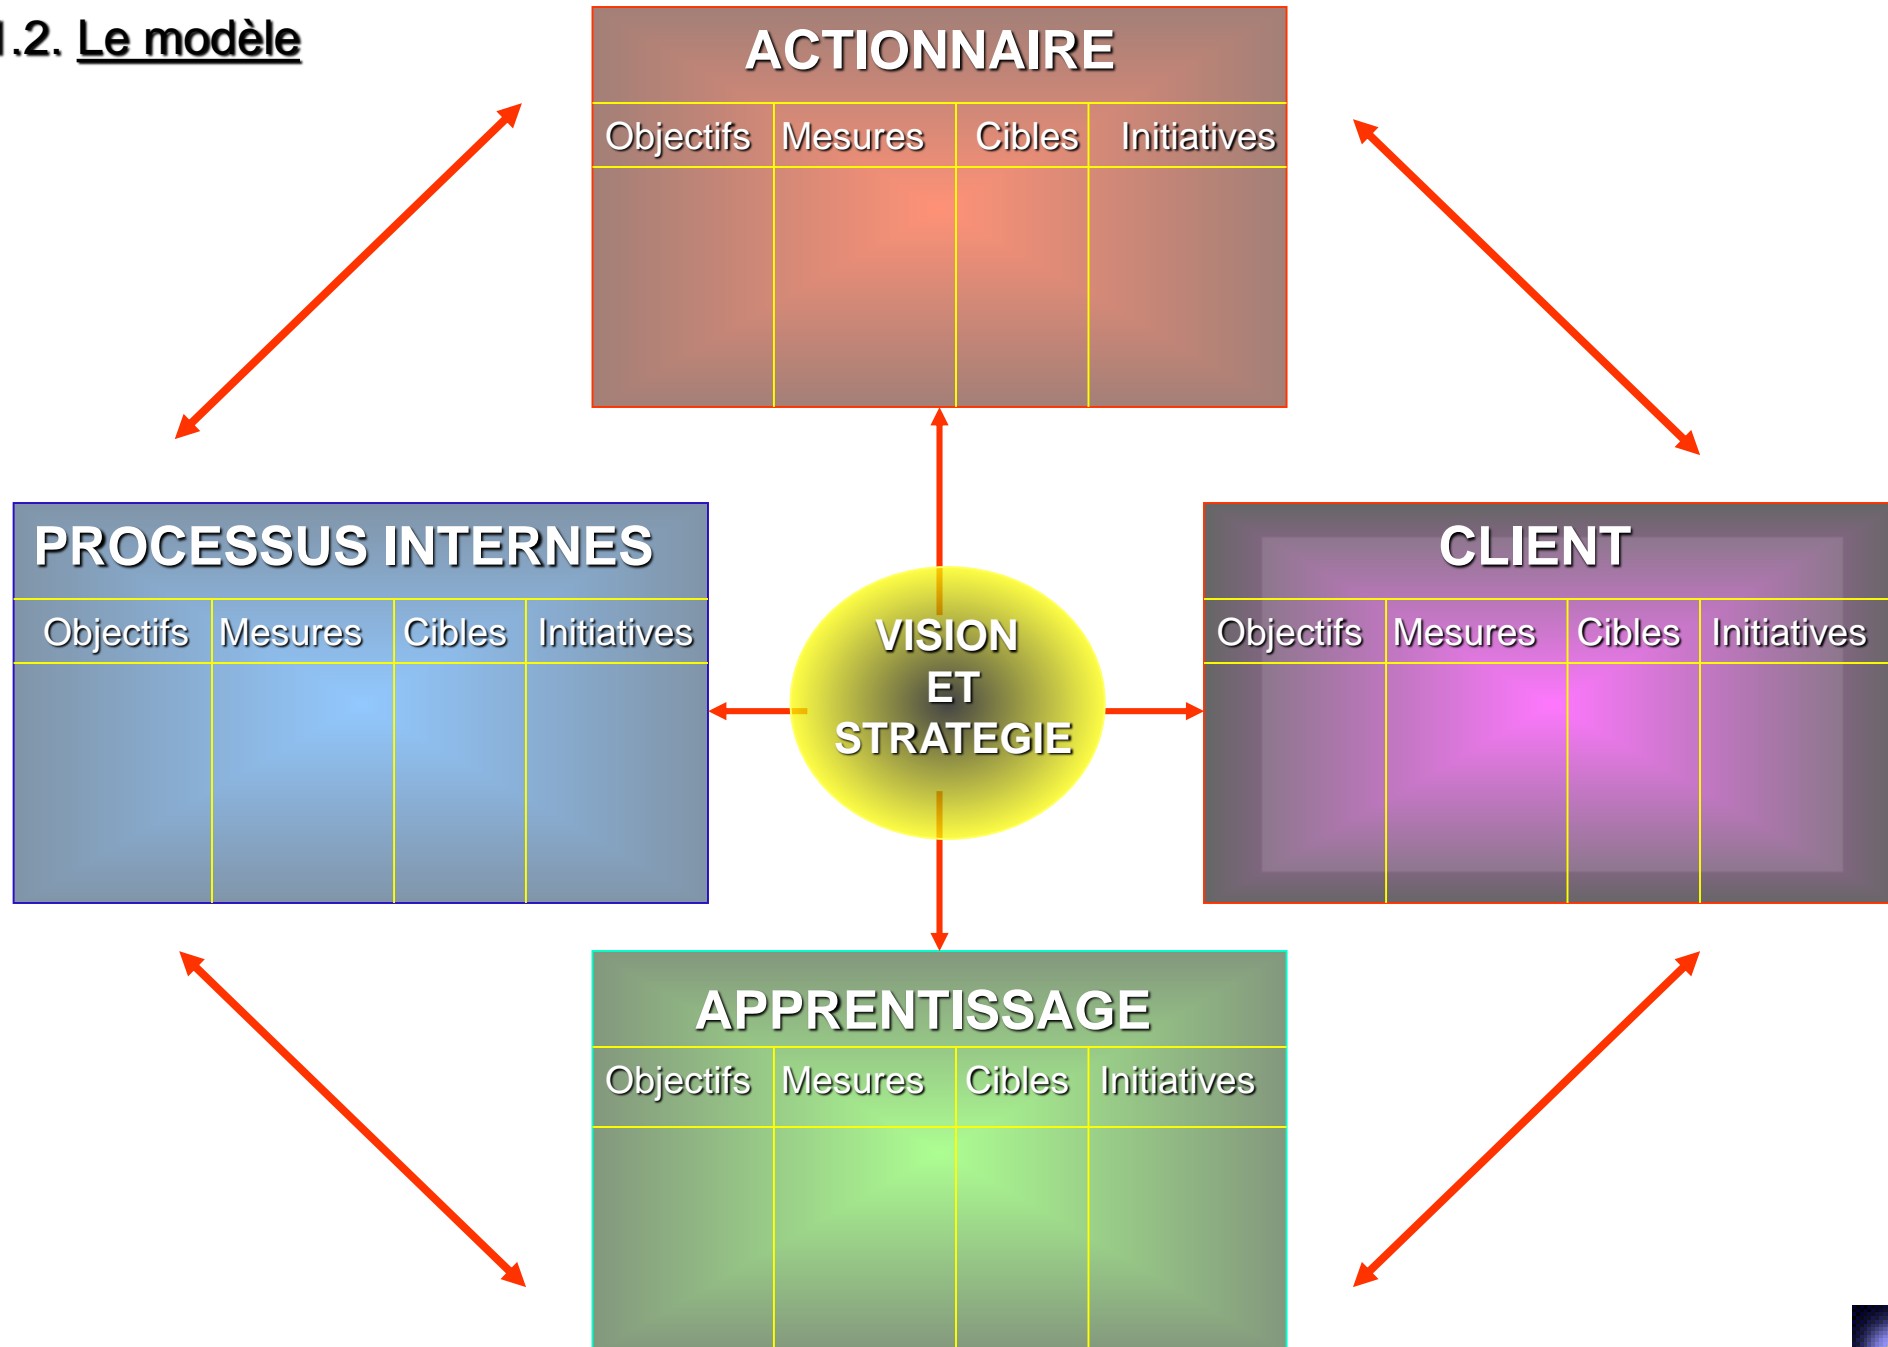 1.2. Le modèle
ACTIONNAIRE
Objectifs Mesures Cibles Initiatives
PROCESSUS INTERNES
Objectifs Mesures Cibles Initiatives
VISION
ET
STRATEGIE
CLIENT
Objectifs Mesures Cibles Initiatives
APPRENTISSAGE
Objectifs Mesures Cibles Initiatives